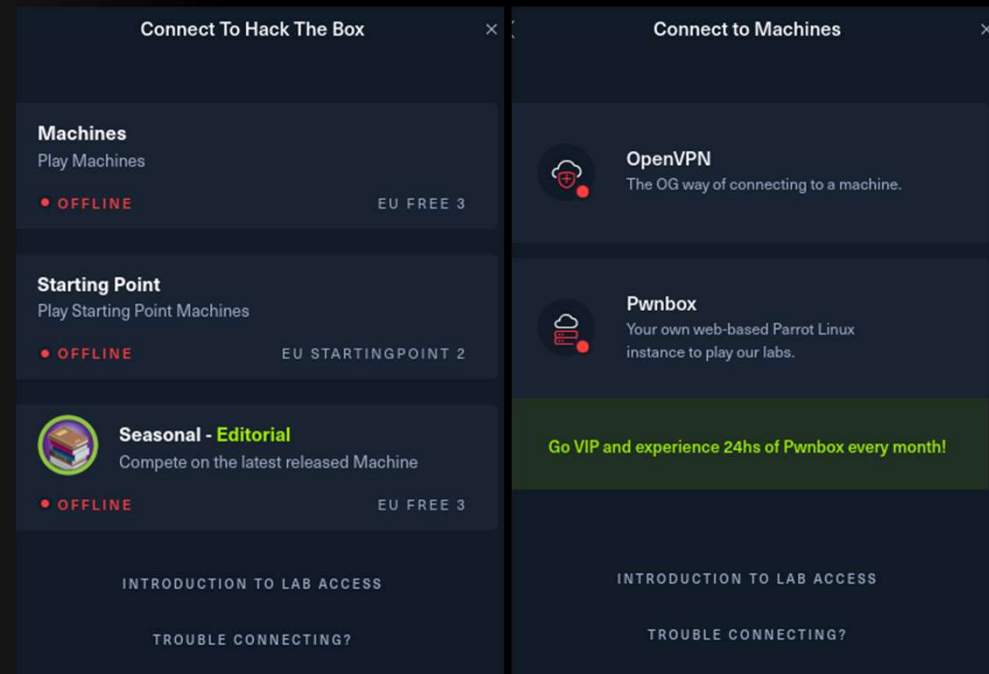 Connect To Hack The Box
Machines
Play Machines
OFFLINE
EU FREE 3
Starting Point
Play Starting Point Machines
OFFLINE
EU STARTINGPOINT 2
Seasonal - Editorial
Compete on the latest released Machine
OFFLINE
EU FREE 3
INTRODUCTION TO LAB ACCESS
TROUBLE CONNECTING?
Connect to Machines
OpenVPN
The OG way of connecting to a machine.
Pwnbox
Your own web-based Parrot Linux
instance to play our labs.
Go VIP and experience 24hs of Pwnbox every month!
INTRODUCTION TO LAB ACCESS
TROUBLE CONNECTING?